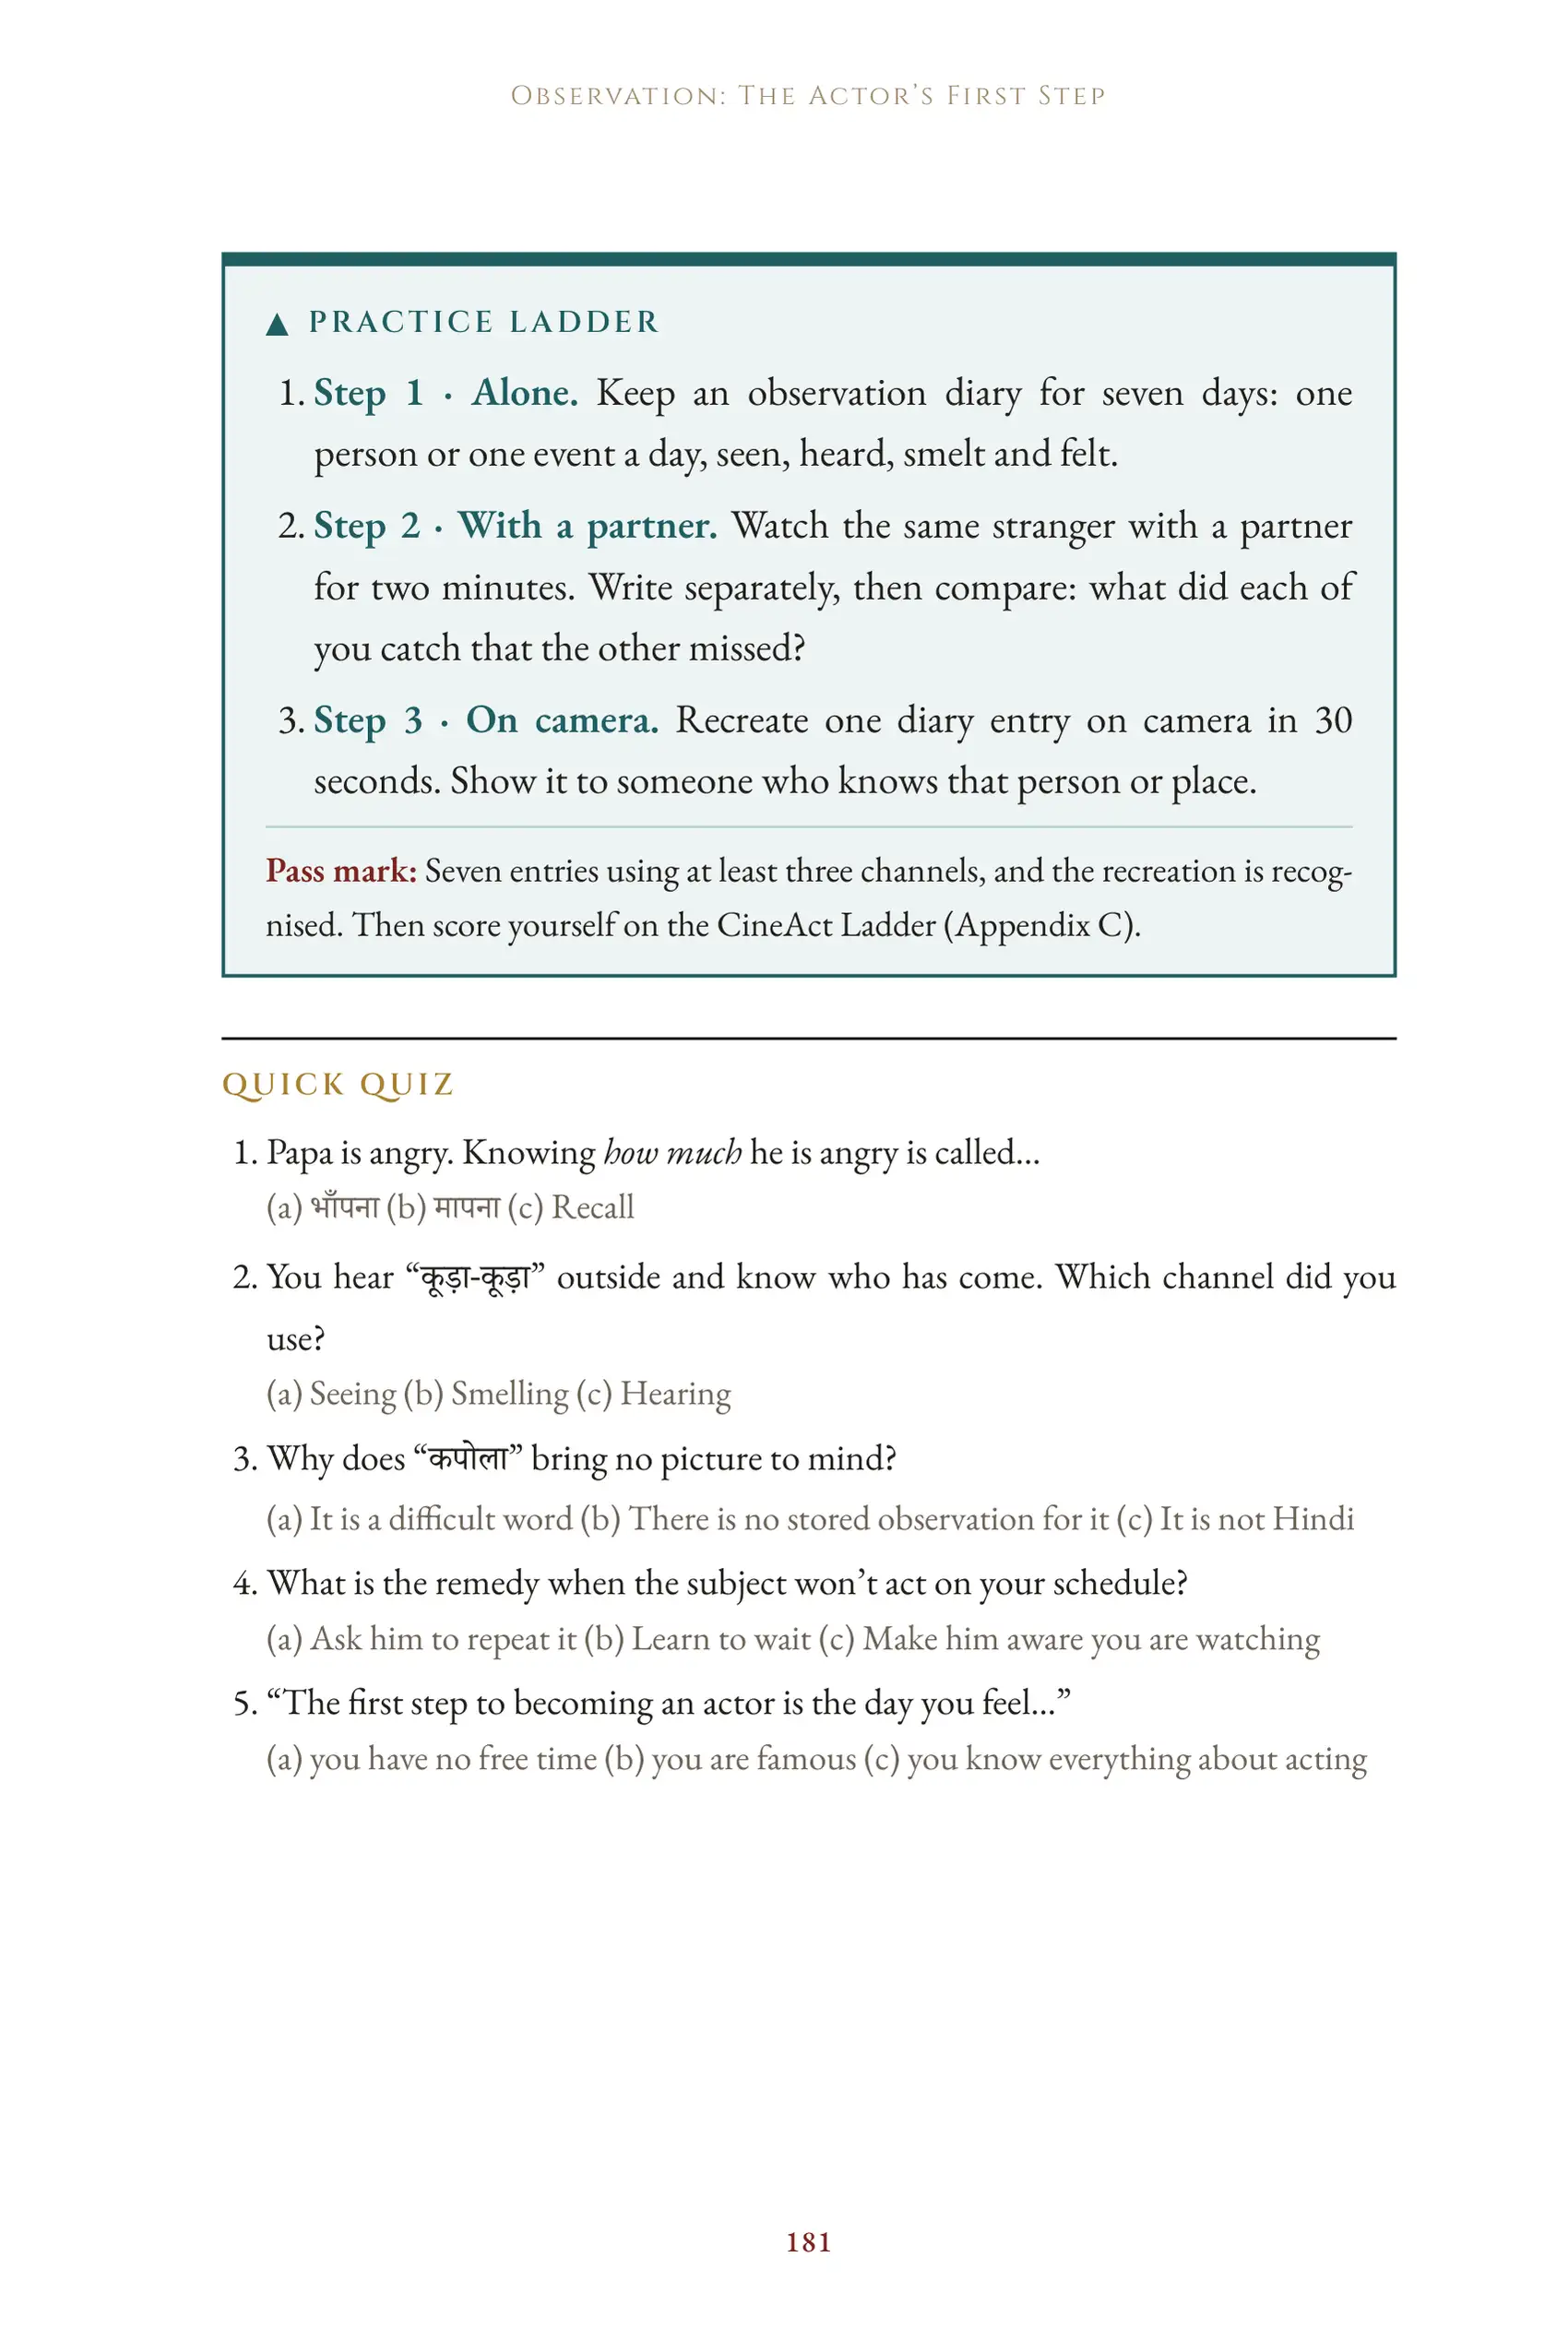 OBSERVATION: THE ACTOR'S FIRST STEP
▲ PRACTICE LADDER
1. Step 1 · Alone. Keep an observation diary for seven days: one
person or one event a day, seen, heard, smelt and felt.
2. Step 2 · With a partner. Watch the same stranger with a partner
for two minutes. Write separately, then compare: what did each of
you catch that the other missed?
3. Step 3 · On camera. Recreate one diary entry on camera in 30
seconds. Show it to someone who knows that person or place.
Pass mark: Seven entries using at least three channels, and the recreation is recog-
nised. Then score yourself on the CineAct Ladder (Appendix C).
QUICK QUIZ
1. Papa is angry. Knowing how much he is angry is called...
(a) भाँपना (b) मापना (c) Recall
2. You hear “कूड़ा-कूड़ा” outside and know who has come. Which channel did you
use?
(a) Seeing (b) Smelling (c) Hearing
3. Why does “कपोला” bring no picture to mind?
(a) It is a difficult word (b) There is no stored observation for it (c) It is not Hindi
4. What is the remedy when the subject won’t act on your schedule?
(a) Ask him to repeat it (b) Learn to wait (c) Make him aware you are watching
5. “The first step to becoming an actor is the day you feel...”
(a) you have no free time (b) you are famous (c) you know everything about acting
181